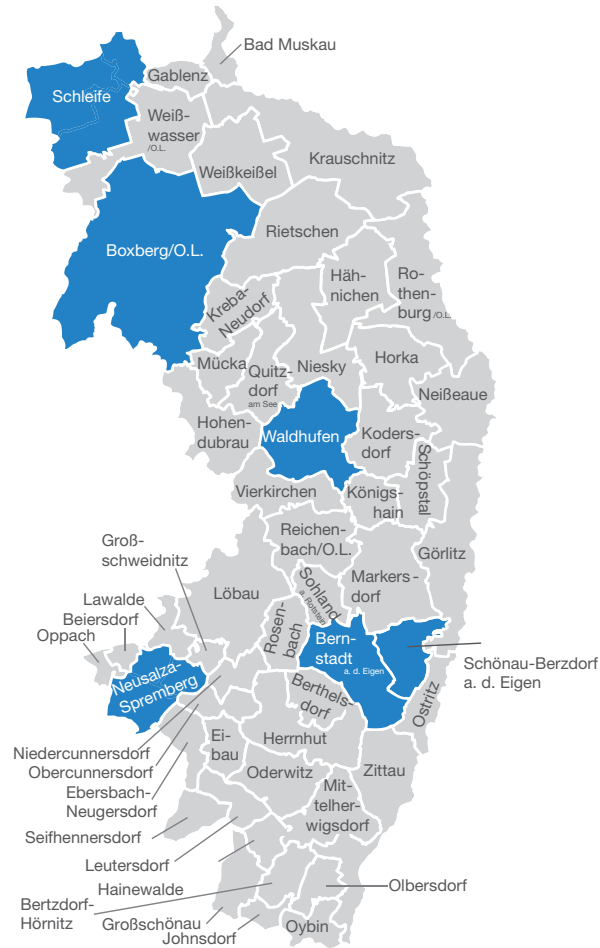 Bad Muskau
Gablenz
Schleife
Weiß-
wasser
/O.L.
Weißkeißel
Krauschnitz
Rietschen
Boxberg/O.L.
Häh-
nichen
Ro-
then-
burg/O.L.
Kreba-
Neudorf
Mücka
Quitz-
dorf
am See
Niesky
Horka
Neißeaue
Hohen-
dubrau
Waldhufen
Koders-
dorf
Schöpstal
Vierkirchen
Königs-
hain
Reichen-
bach/O.L.
Görlitz
Groß-
schweidnitz
Markers-
dorf
Sohland
a. Rotstein
Löbau
Lawalde
Beiersdorf
Oppach
Rosen-
bach
Bern-
stadt
a. d. Eigen
Schönau-Berzdorf
a. d. Eigen
Neusalza-
Spremberg
Berthels-
dorf
Ostritz
Niedercunnersdorf
Obercunnersdorf
Ebersbach-
Neugersdorf
Ei-
bau
Herrnhut
Oderwitz
Zittau
Mit-
telher-
wigsdorf
Seifhennersdorf
Leutersdorf
Hainewalde
Olbersdorf
Bertzdorf-
Hörnitz
Großschönau
Johnsdorf
Oybin